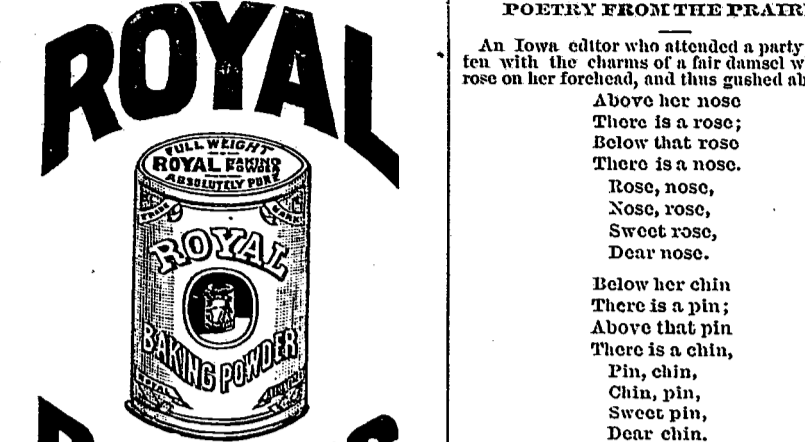 ROYAL
FULL WEIGHT
ROYAL BAKING POWDER
ABSOLUTELY PURE
TRADE MARK
ROYAL
BAKING POWDER
POETRY FROM THE PRAIR
An Iowa editor who attended a party
fen with the charms of a fair damsel w
rose on her forehead, and thus gushed ab
Above her nose
There is a rose;
Below that rose
There is a nose.
Rose, nose,
Nose, rose,
Sweet rose,
Dear nose.
Below her chin
There is a pin;
Above that pin
There is a chin,
Pin, chin,
Chin, pin,
Sweet pin,
Dear chin.